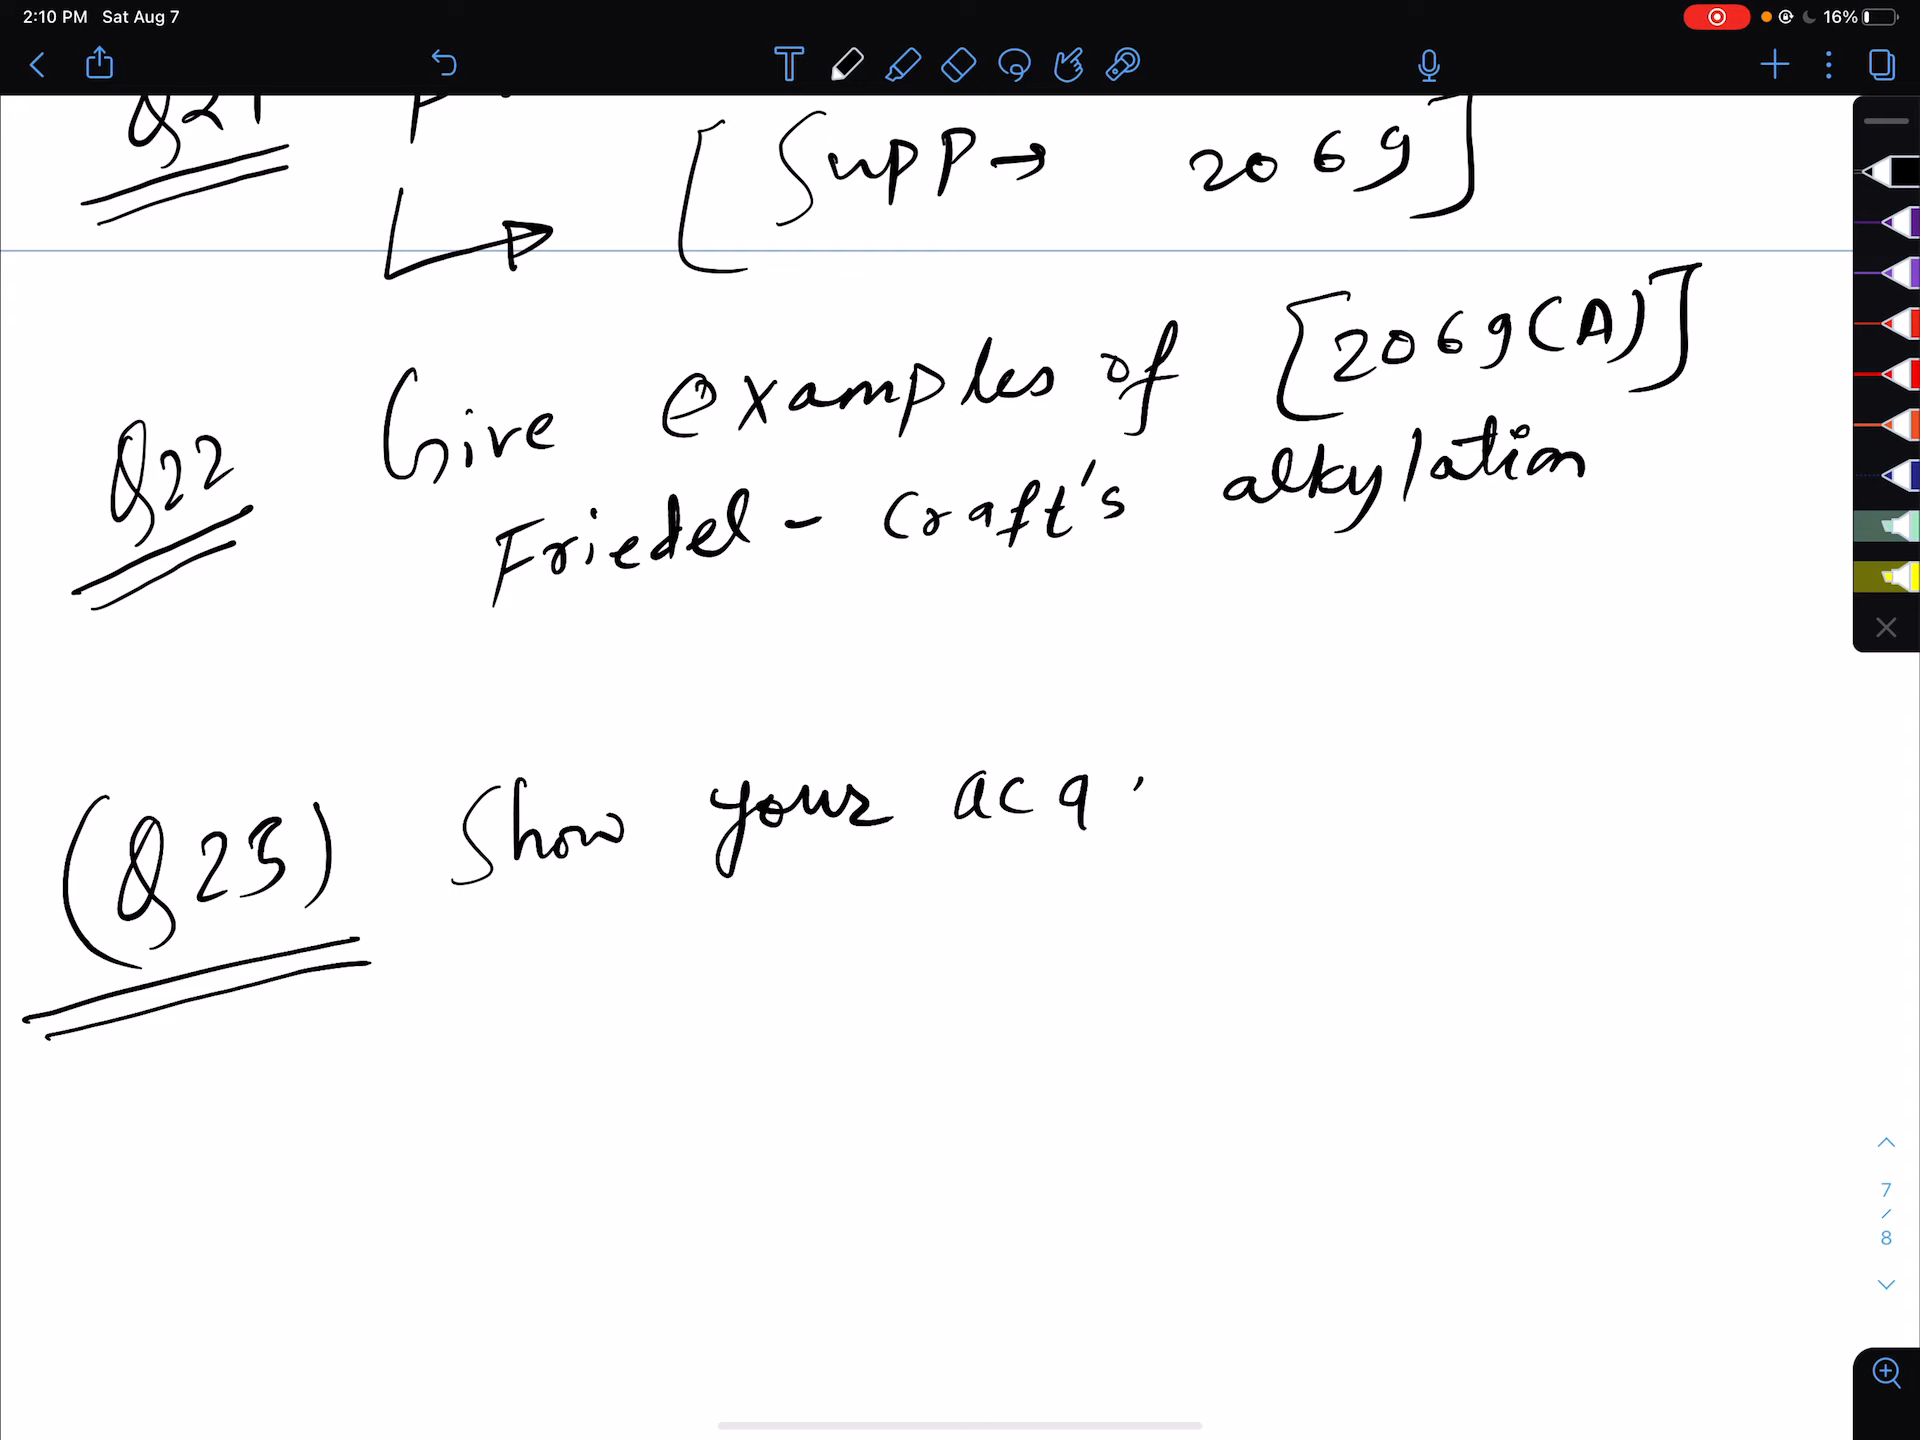 2:10 PM Sat Aug 7
16%
T
Q21
[Supp → 2069]
Q22 Give examples of [2069(A)]
Friedel - Craft's alkylation
(Q23) Show your acq
7
/
8